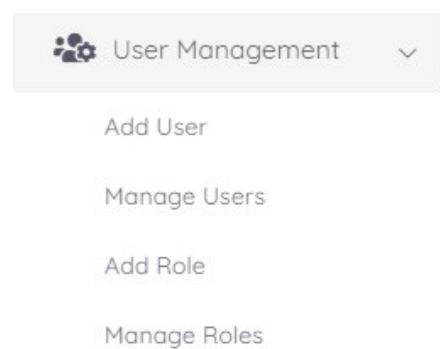 User Management
Add User
Manage Users
Add Role
Manage Roles